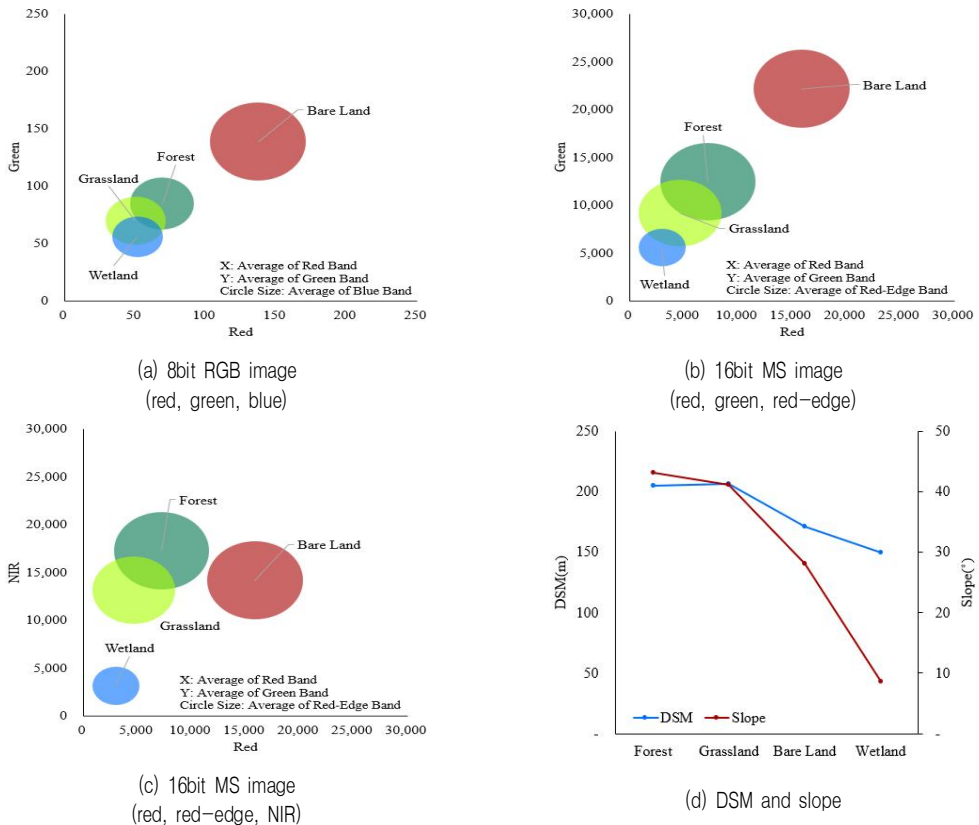 250
200
150
100
50
0
Green
Bare Land
Forest
Grassland
Wetland
X: Average of Red Band
Y: Average of Green Band
Circle Size: Average of Blue Band
0 50 100 150 200 250
Red
(a) 8bit RGB image
(red, green, blue)
30,000
25,000
20,000
15,000
10,000
5,000
0
Green
Bare Land
Forest
Grassland
Wetland
X: Average of Red Band
Y: Average of Green Band
Circle Size: Average of Red-Edge Band
0 5,000 10,000 15,000 20,000 25,000 30,000
Red
(b) 16bit MS image
(red, green, red-edge)
30,000
25,000
20,000
15,000
10,000
5,000
0
NIR
Forest
Bare Land
Grassland
Wetland
X: Average of Red Band
Y: Average of Green Band
Circle Size: Average of Red-Edge Band
0 5,000 10,000 15,000 20,000 25,000 30,000
Red
(c) 16bit MS image
(red, red-edge, NIR)
250
200
150
100
50
-
DSM(m)
50
40
30
20
10
-
Slope(°)
DSM Slope
Forest Grassland Bare Land Wetland
(d) DSM and slope